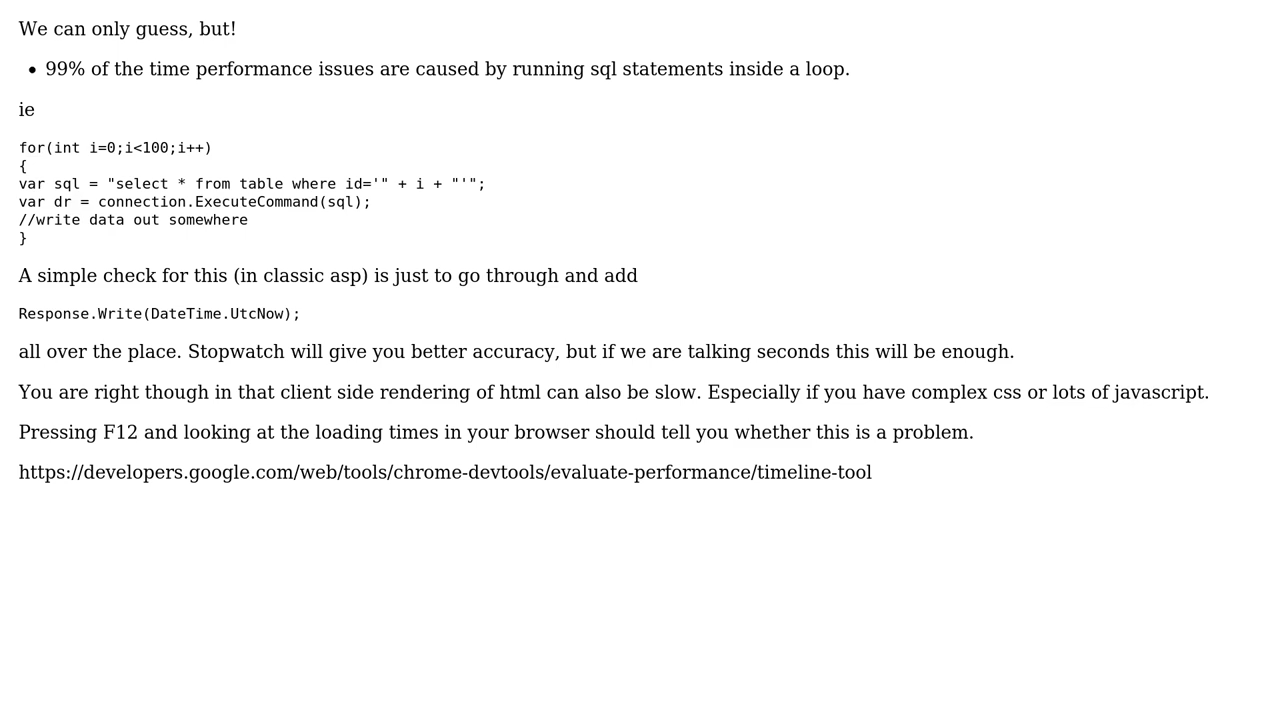 We can only guess, but!
• 99% of the time performance issues are caused by running sql statements inside a loop.
ie
for(int i=0;i<100;i++)
{
var sql = "select * from table where id='" + i + "'";
var dr = connection.ExecuteCommand(sql);
//write data out somewhere
}
A simple check for this (in classic asp) is just to go through and add
Response.Write(DateTime.UtcNow);
all over the place. Stopwatch will give you better accuracy, but if we are talking seconds this will be enough.
You are right though in that client side rendering of html can also be slow. Especially if you have complex css or lots of javascript.
Pressing F12 and looking at the loading times in your browser should tell you whether this is a problem.
https://developers.google.com/web/tools/chrome-devtools/evaluate-performance/timeline-tool